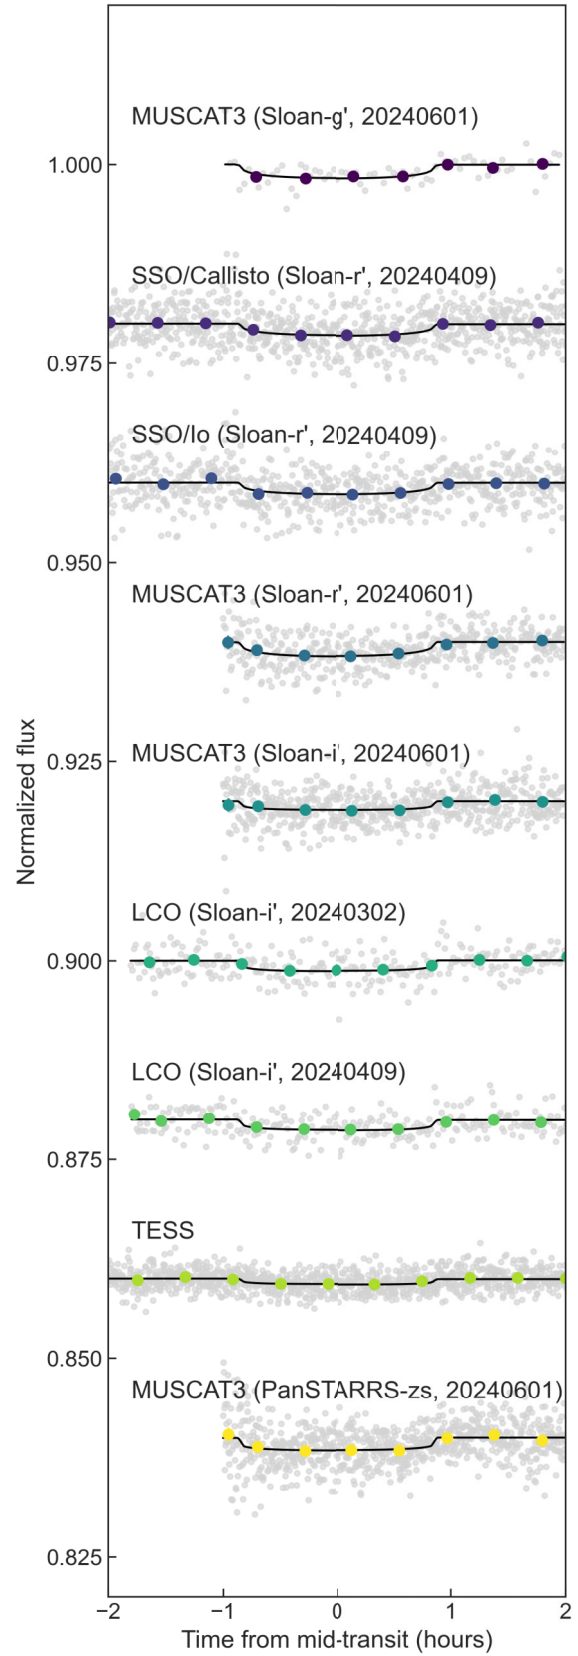 MUSCAT3 (Sloan-g', 20240601)
1.000
SSO/Callisto (Sloan-r', 20240409)
0.975
SSO/Io (Sloan-r', 20240409)
0.950
MUSCAT3 (Sloan-r', 20240601)
Normalized flux
0.925
MUSCAT3 (Sloan-i', 20240601)
LCO (Sloan-i', 20240302)
0.900
LCO (Sloan-i', 20240409)
0.875
TESS
0.850
MUSCAT3 (PanSTARRS-zs, 20240601)
0.825
−2 −1 0 1 2
Time from mid-transit (hours)